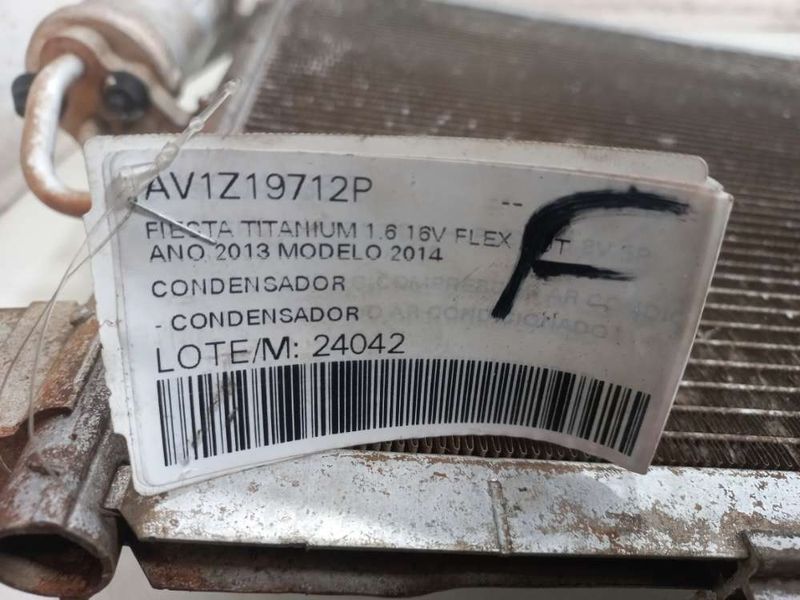 AV1Z19712P --
FIESTA TITANIUM 1.6 16V FLEX
ANO 2013 MODELO 2014
CONDENSADOR
- CONDENSADOR
LOTE/M: 24042
F